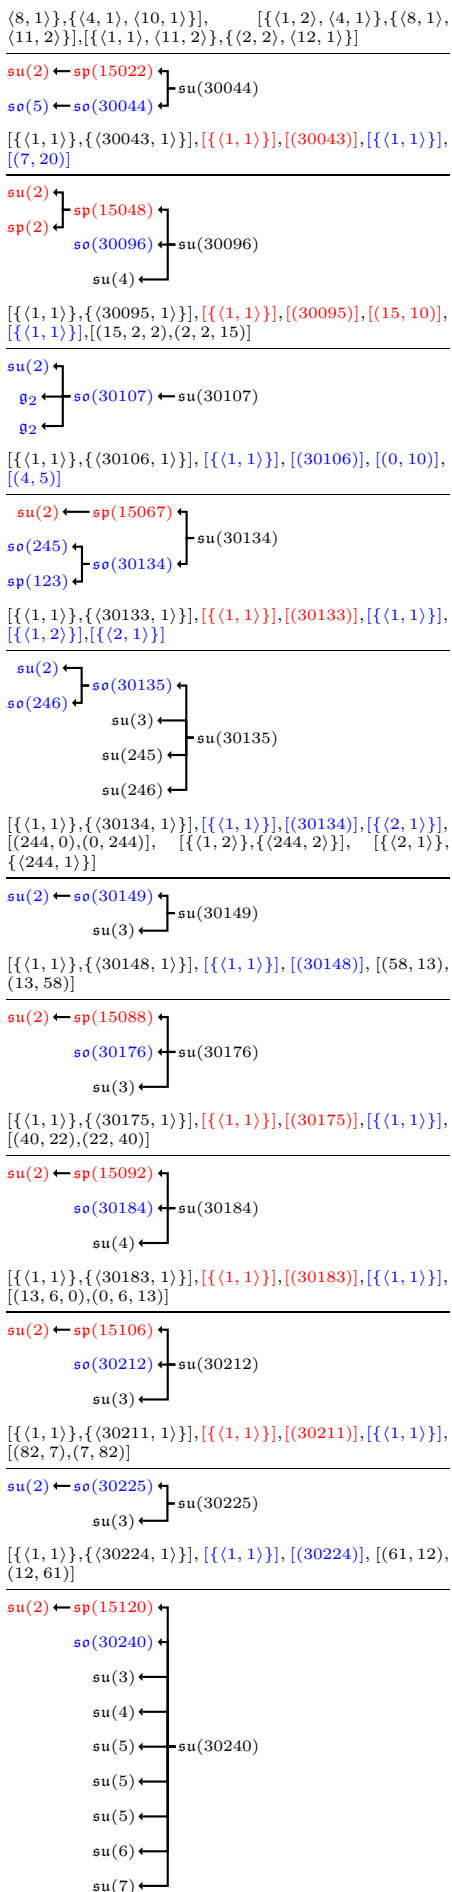 ⟨8, 1⟩},{⟨4, 1⟩, ⟨10, 1⟩}], [{⟨1, 2⟩, ⟨4, 1⟩},{⟨8, 1⟩,
⟨11, 2⟩}],[{⟨1, 1⟩, ⟨11, 2⟩},{⟨2, 2⟩, ⟨12, 1⟩}]
𝔰𝔲(2) 𝔰𝔭(15022)
𝔰𝔲(30044)
𝔰𝔬(5) 𝔰𝔬(30044)
[{⟨1, 1⟩},{⟨30043, 1⟩}],[{⟨1, 1⟩}],[(30043)],[{⟨1, 1⟩}],
[(7, 20)]
𝔰𝔲(2)
𝔰𝔭(15048)
𝔰𝔭(2)
𝔰𝔬(30096) 𝔰𝔲(30096)
𝔰𝔲(4)
[{⟨1, 1⟩},{⟨30095, 1⟩}],[{⟨1, 1⟩}],[(30095)],[(15, 10)],
[{⟨1, 1⟩}],[(15, 2, 2),(2, 2, 15)]
𝔰𝔲(2)
𝔤₂ 𝔰𝔬(30107) 𝔰𝔲(30107)
𝔤₂
[{⟨1, 1⟩},{⟨30106, 1⟩}], [{⟨1, 1⟩}], [(30106)], [(0, 10)],
[(4, 5)]
𝔰𝔲(2) 𝔰𝔭(15067)
𝔰𝔲(30134)
𝔰𝔬(245)
𝔰𝔬(30134)
𝔰𝔭(123)
[{⟨1, 1⟩},{⟨30133, 1⟩}],[{⟨1, 1⟩}],[(30133)],[{⟨1, 1⟩}],
[{⟨1, 2⟩}],[{⟨2, 1⟩}]
𝔰𝔲(2)
𝔰𝔬(30135)
𝔰𝔬(246)
𝔰𝔲(3)
𝔰𝔲(30135)
𝔰𝔲(245)
𝔰𝔲(246)
[{⟨1, 1⟩},{⟨30134, 1⟩}],[{⟨1, 1⟩}],[(30134)],[{⟨2, 1⟩}],
[(244, 0),(0, 244)], [{⟨1, 2⟩},{⟨244, 2⟩}], [{⟨2, 1⟩},
{⟨244, 1⟩}]
𝔰𝔲(2) 𝔰𝔬(30149)
𝔰𝔲(30149)
𝔰𝔲(3)
[{⟨1, 1⟩},{⟨30148, 1⟩}], [{⟨1, 1⟩}], [(30148)], [(58, 13),
(13, 58)]
𝔰𝔲(2) 𝔰𝔭(15088)
𝔰𝔬(30176) 𝔰𝔲(30176)
𝔰𝔲(3)
[{⟨1, 1⟩},{⟨30175, 1⟩}],[{⟨1, 1⟩}],[(30175)],[{⟨1, 1⟩}],
[(40, 22),(22, 40)]
𝔰𝔲(2) 𝔰𝔭(15092)
𝔰𝔬(30184) 𝔰𝔲(30184)
𝔰𝔲(4)
[{⟨1, 1⟩},{⟨30183, 1⟩}],[{⟨1, 1⟩}],[(30183)],[{⟨1, 1⟩}],
[(13, 6, 0),(0, 6, 13)]
𝔰𝔲(2) 𝔰𝔭(15106)
𝔰𝔬(30212) 𝔰𝔲(30212)
𝔰𝔲(3)
[{⟨1, 1⟩},{⟨30211, 1⟩}],[{⟨1, 1⟩}],[(30211)],[{⟨1, 1⟩}],
[(82, 7),(7, 82)]
𝔰𝔲(2) 𝔰𝔬(30225)
𝔰𝔲(30225)
𝔰𝔲(3)
[{⟨1, 1⟩},{⟨30224, 1⟩}], [{⟨1, 1⟩}], [(30224)], [(61, 12),
(12, 61)]
𝔰𝔲(2) 𝔰𝔭(15120)
𝔰𝔬(30240)
𝔰𝔲(3)
𝔰𝔲(4)
𝔰𝔲(5) 𝔰𝔲(30240)
𝔰𝔲(5)
𝔰𝔲(5)
𝔰𝔲(6)
𝔰𝔲(7)